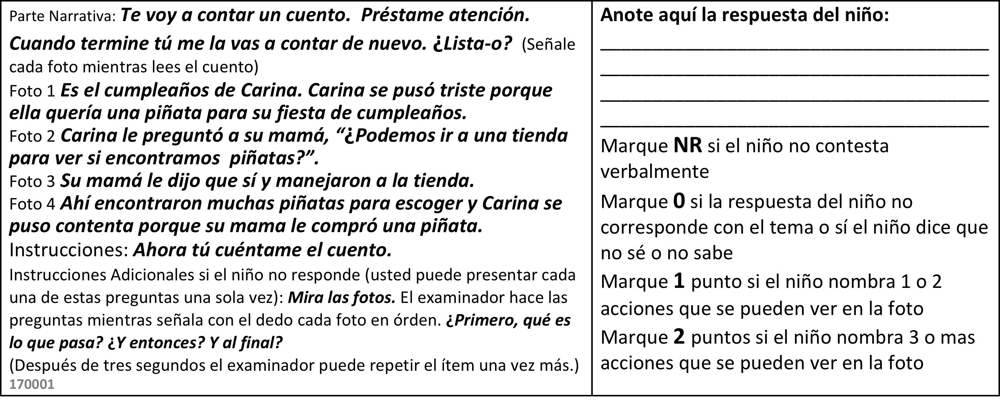 Parte Narrativa: Te voy a contar un cuento.  Préstame atención.
Cuando termine tú me la vas a contar de nuevo. ¿Lista-o?  (Señale
cada foto mientras lees el cuento)
Foto 1 Es el cumpleaños de Carina. Carina se pusó triste porque
ella quería una piñata para su fiesta de cumpleaños.
Foto 2 Carina le preguntó a su mamá, “¿Podemos ir a una tienda
para ver si encontramos  piñatas?”.
Foto 3 Su mamá le dijo que sí y manejaron a la tienda.
Foto 4 Ahí encontraron muchas piñatas para escoger y Carina se
puso contenta porque su mama le compró una piñata.
Instrucciones: Ahora tú cuéntame el cuento.
Instrucciones Adicionales si el niño no responde (usted puede presentar cada
una de estas preguntas una sola vez): Mira las fotos. El examinador hace las
preguntas mientras señala con el dedo cada foto en órden. ¿Primero, qué es
lo que pasa? ¿Y entonces? Y al final?
(Después de tres segundos el examinador puede repetir el ítem una vez más.)
170001
Anote aquí la respuesta del niño:
Marque NR si el niño no contesta
verbalmente
Marque 0 si la respuesta del niño no
corresponde con el tema o sí el niño dice que
no sé o no sabe
Marque 1 punto si el niño nombra 1 o 2
acciones que se pueden ver en la foto
Marque 2 puntos si el niño nombra 3 o mas
acciones que se pueden ver en la foto